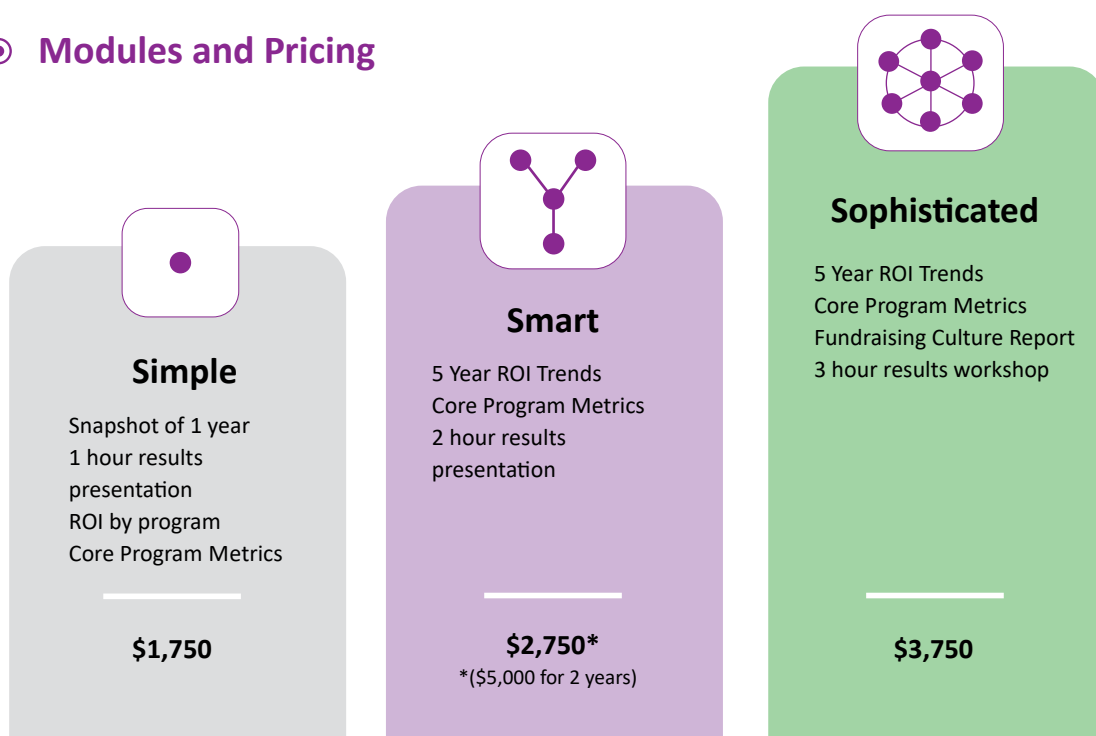 Modules and Pricing
Simple
Snapshot of 1 year
1 hour results
presentation
ROI by program
Core Program Metrics
$1,750
Smart
5 Year ROI Trends
Core Program Metrics
2 hour results
presentation
$2,750*
*($5,000 for 2 years)
Sophisticated
5 Year ROI Trends
Core Program Metrics
Fundraising Culture Report
3 hour results workshop
$3,750